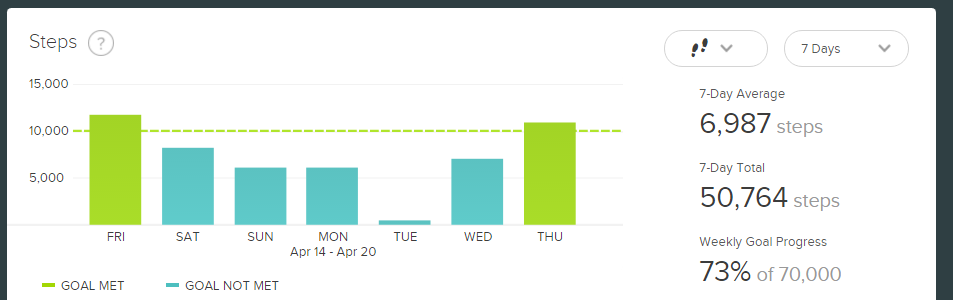 Steps ?
7 Days
15,000
10,000
5,000
FRI SAT SUN MON TUE WED THU
Apr 14 - Apr 20
GOAL MET GOAL NOT MET
7-Day Average
6,987 steps
7-Day Total
50,764 steps
Weekly Goal Progress
73% of 70,000